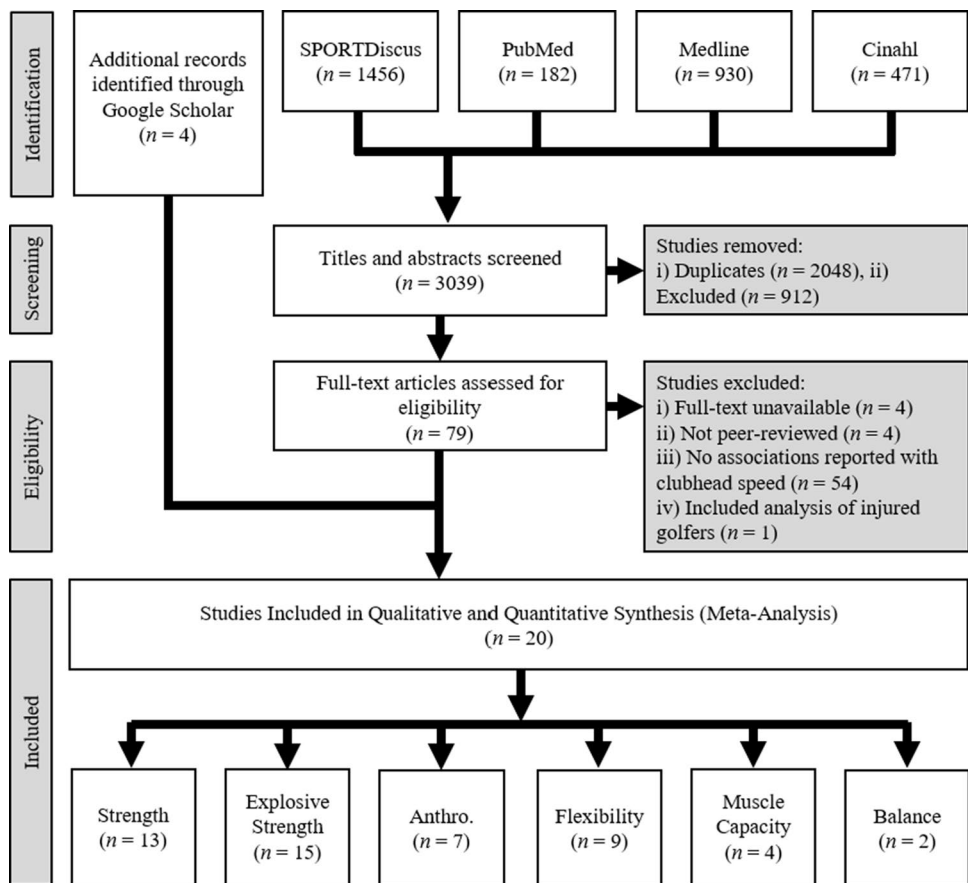 Identification
Additional records
identified through
Google Scholar
(n = 4)
SPORTDiscus
(n = 1456)
PubMed
(n = 182)
Medline
(n = 930)
Cinahl
(n = 471)
Screening
Titles and abstracts screened
(n = 3039)
Studies removed:
i) Duplicates (n = 2048), ii)
Excluded (n = 912)
Eligibility
Full-text articles assessed for
eligibility
(n = 79)
Studies excluded:
i) Full-text unavailable (n = 4)
ii) Not peer-reviewed (n = 4)
iii) No associations reported with
clubhead speed (n = 54)
iv) Included analysis of injured
golfers (n = 1)
Included
Studies Included in Qualitative and Quantitative Synthesis (Meta-Analysis)
(n = 20)
Strength
(n = 13)
Explosive
Strength
(n = 15)
Anthro.
(n = 7)
Flexibility
(n = 9)
Muscle
Capacity
(n = 4)
Balance
(n = 2)